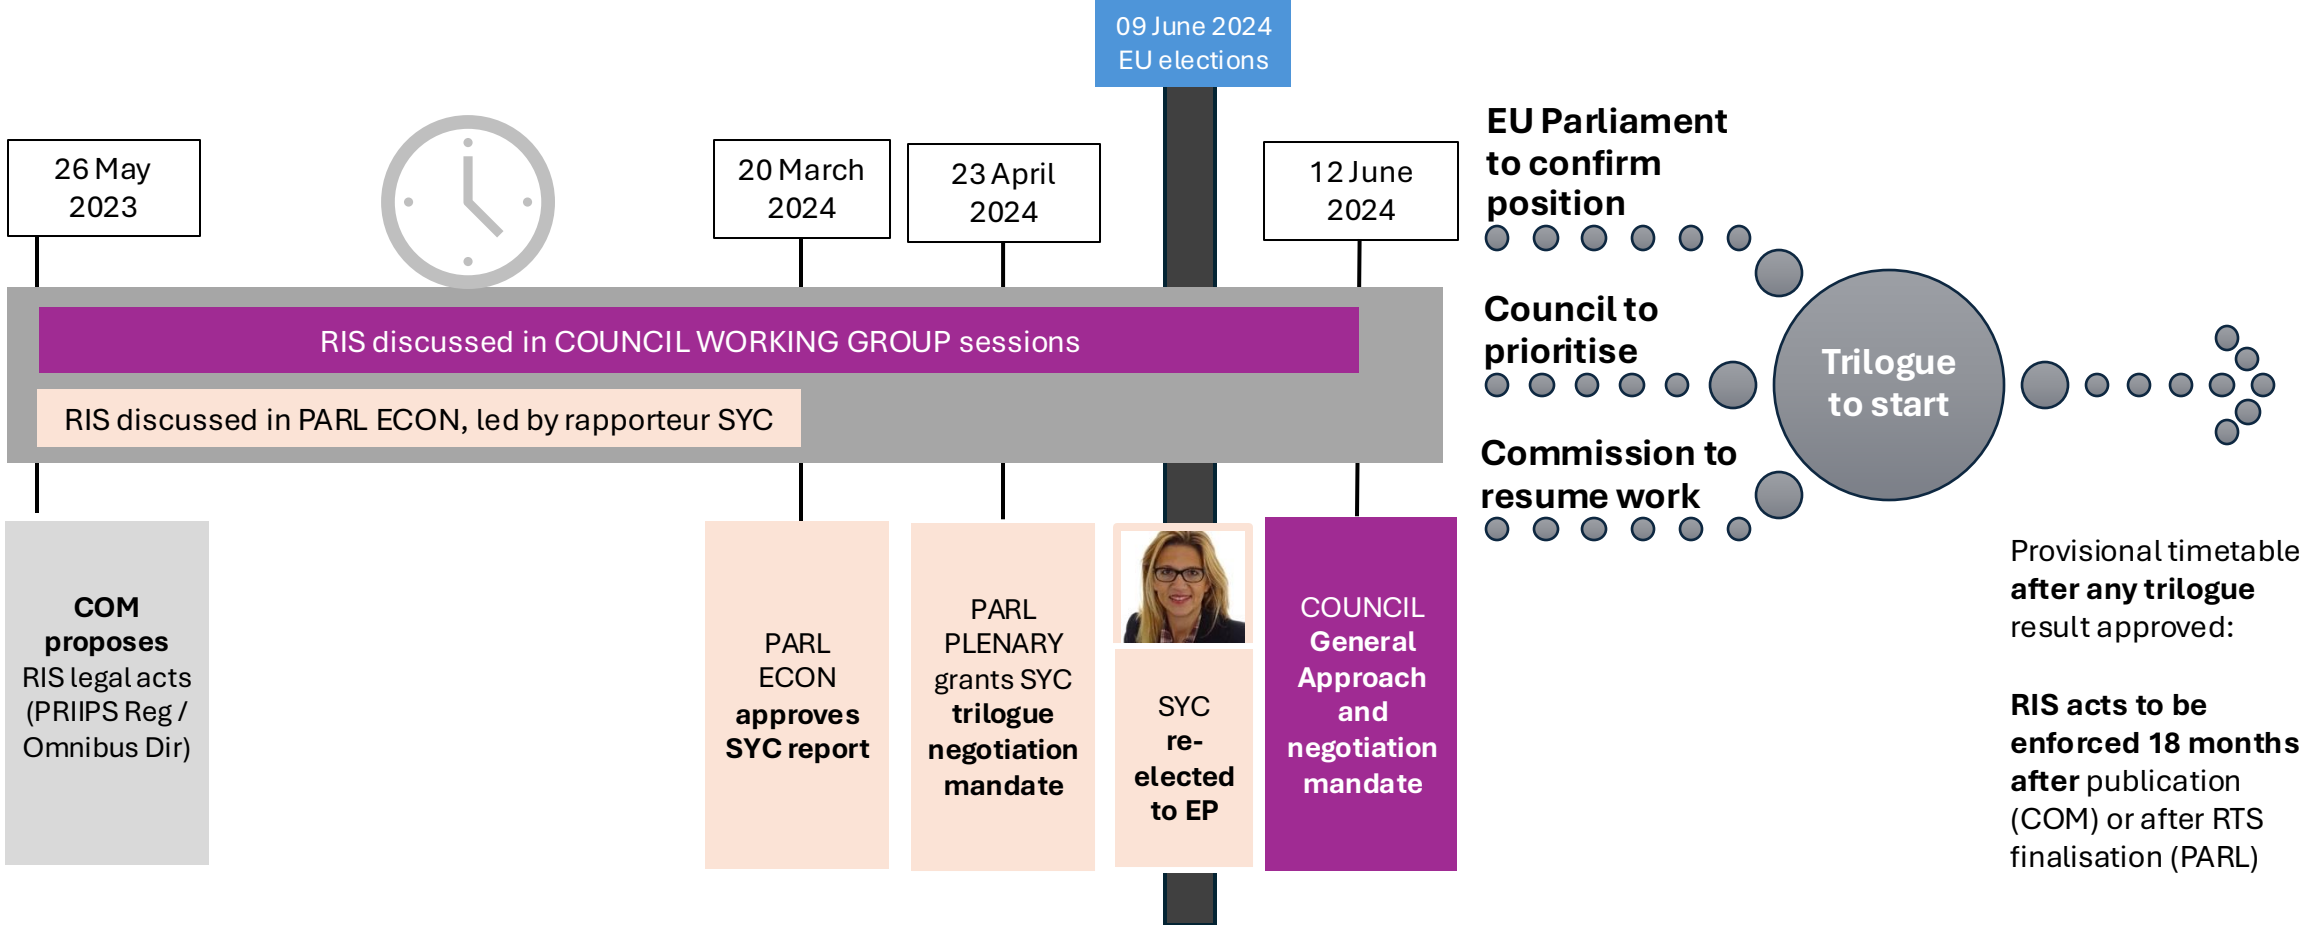 09 June 2024
EU elections
26 May
2023
20 March
2024
23 April
2024
12 June
2024
RIS discussed in COUNCIL WORKING GROUP sessions
RIS discussed in PARL ECON, led by rapporteur SYC
COM
proposes
RIS legal acts
(PRIIPS Reg /
Omnibus Dir)
PARL
ECON
approves
SYC report
PARL
PLENARY
grants SYC
trilogue
negotiation
mandate
SYC
re-
elected
to EP
COUNCIL
General
Approach
and
negotiation
mandate
EU Parliament
to confirm
position
Council to
prioritise
Commission to
resume work
Trilogue
to start
Provisional timetable
after any trilogue
result approved:
RIS acts to be
enforced 18 months
after publication
(COM) or after RTS
finalisation (PARL)